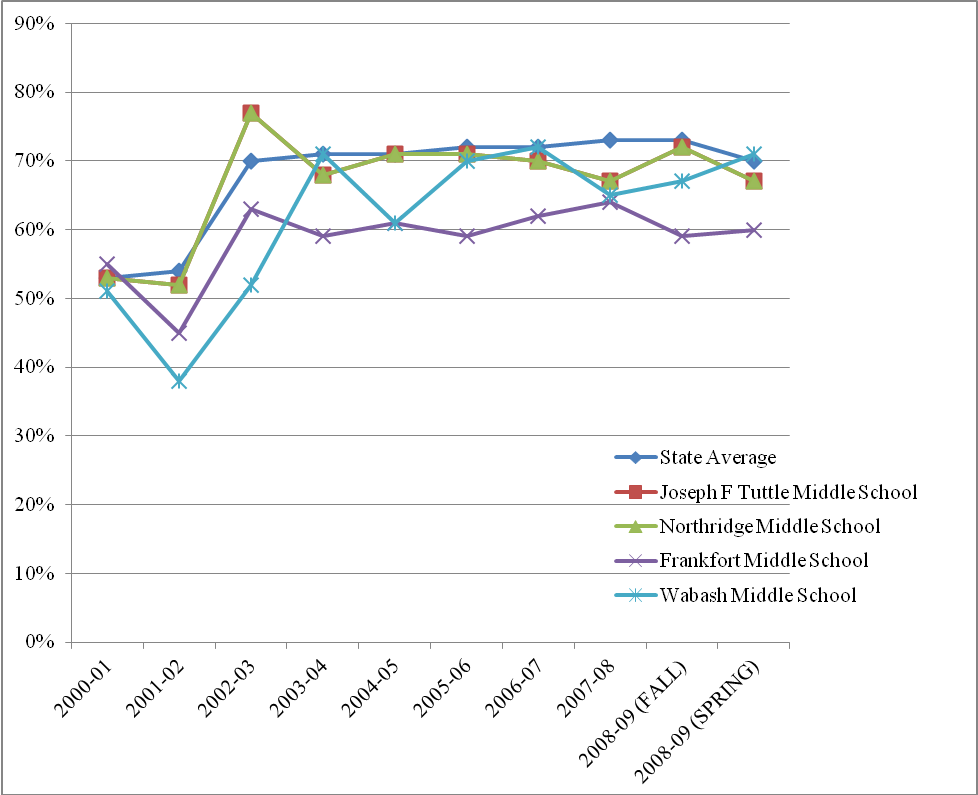 90%
80%
70%
60%
50%
40%
30%
20%
10%
0%
State Average
Joseph F Tuttle Middle School
Northridge Middle School
Frankfort Middle School
Wabash Middle School
2000-01
2001-02
2002-03
2003-04
2004-05
2005-06
2006-07
2007-08
2008-09 (FALL)
2008-09 (SPRING)